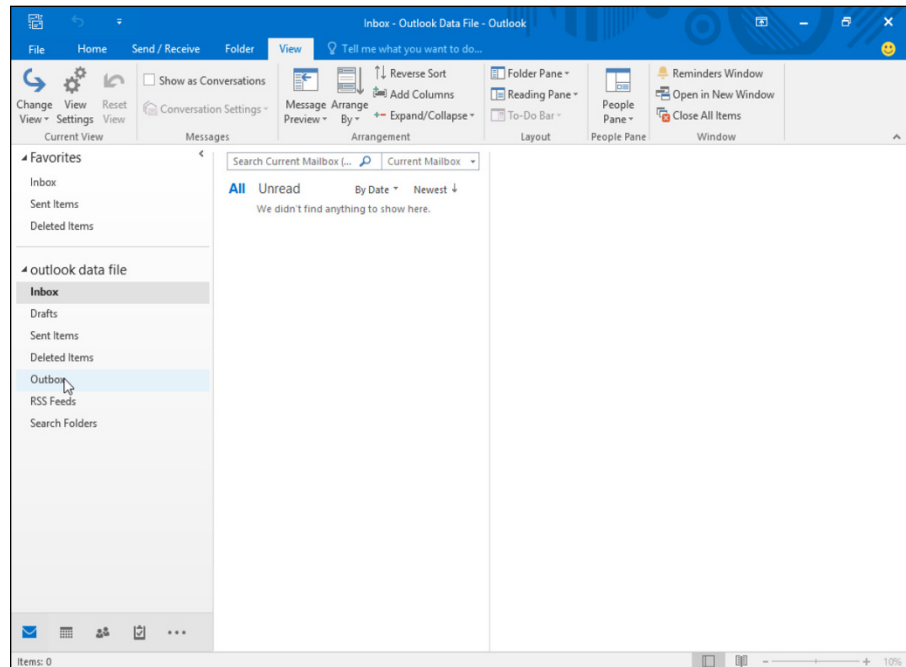 Inbox - Outlook Data File - Outlook
File Home Send / Receive Folder View Tell me what you want to do...
Change View
View Settings
Reset View
Current View
Show as Conversations
Conversation Settings
Messages
Message Preview
Arrange By
Reverse Sort
Add Columns
Expand/Collapse
Arrangement
Folder Pane
Reading Pane
To-Do Bar
Layout
People Pane
People Pane
Reminders Window
Open in New Window
Close All Items
Window
Favorites
Inbox
Sent Items
Deleted Items
outlook data file
Inbox
Drafts
Sent Items
Deleted Items
Outbox
RSS Feeds
Search Folders
Search Current Mailbox (... Current Mailbox
All Unread By Date Newest
We didn't find anything to show here.
Items: 0
10%